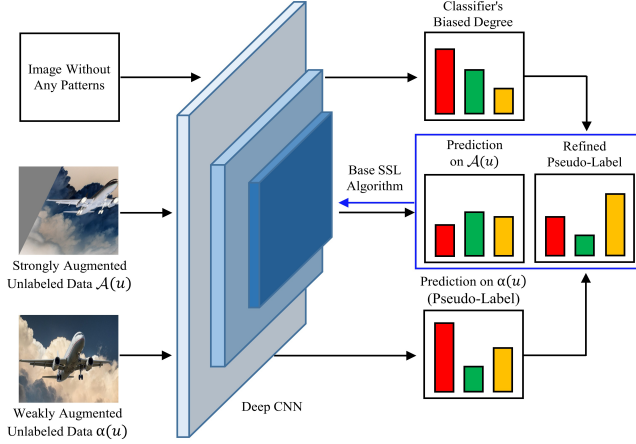 Classifier's
Biased Degree
Image Without
Any Patterns
Prediction
on 𝒜(u)
Refined
Pseudo-Label
Base SSL
Algorithm
Strongly Augmented
Unlabeled Data 𝒜(u)
Prediction on α(u)
(Pseudo-Label)
Deep CNN
Weakly Augmented
Unlabeled Data α(u)